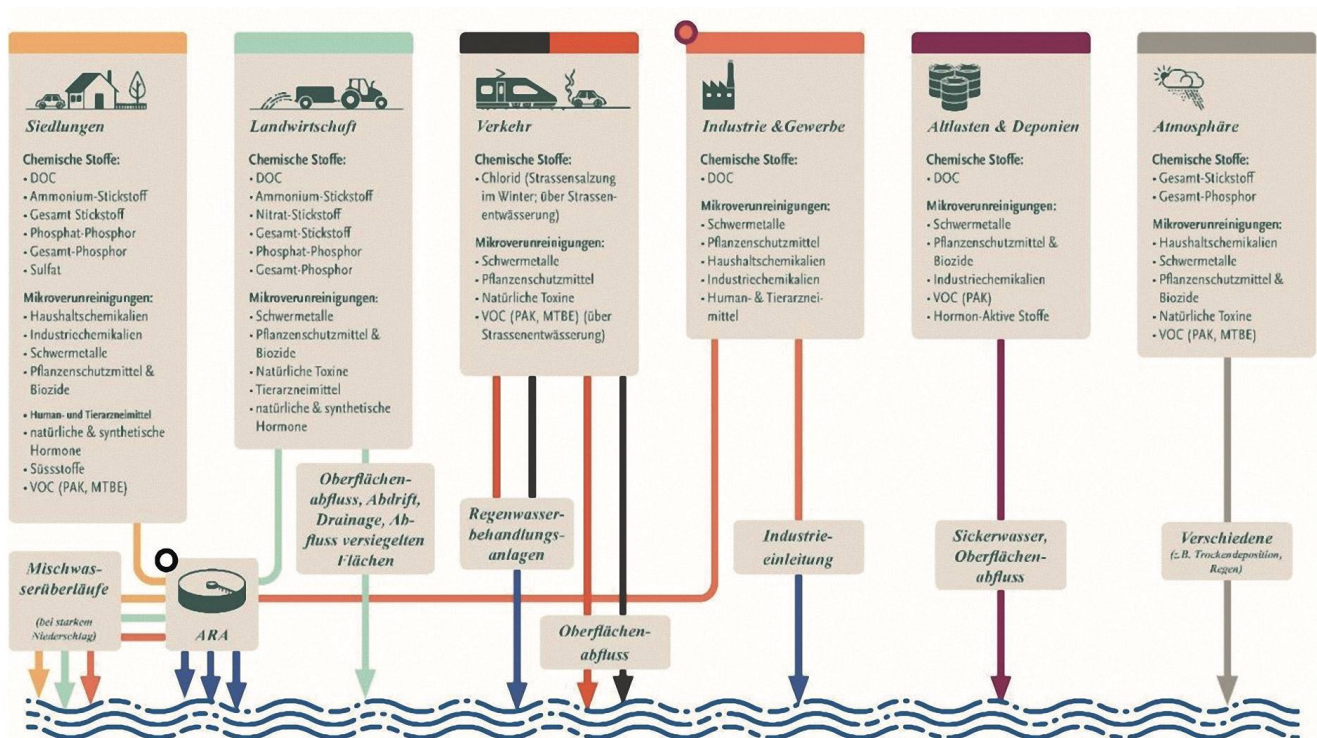 Siedlungen
Chemische Stoffe:
• DOC
• Ammonium-Stickstoff
• Gesamt Stickstoff
• Phosphat-Phosphor
• Gesamt-Phosphor
• Sulfat
Mikroverunreinigungen:
• Haushaltschemikalien
• Industriechemikalien
• Schwermetalle
• Pflanzenschutzmittel &
Biozide
• Human- und Tierarzneimittel
• natürliche & synthetische
Hormone
• Süssstoffe
• VOC (PAK, MTBE)
Landwirtschaft
Chemische Stoffe:
• DOC
• Ammonium-Stickstoff
• Nitrat-Stickstoff
• Gesamt-Stickstoff
• Phosphat-Phosphor
• Gesamt-Phosphor
Mikroverunreinigungen:
• Schwermetalle
• Pflanzenschutzmittel &
Biozide
• Natürliche Toxine
• Tierarzneimittel
• natürliche & synthetische
Hormone
Verkehr
Chemische Stoffe:
• Chlorid (Strassensalzung
im Winter; über Strassen-
entwässerung)
Mikroverunreinigungen:
• Schwermetalle
• Pflanzenschutzmittel
• Natürliche Toxine
• VOC (PAK, MTBE) (über
Strassenentwässerung)
Industrie &Gewerbe
Chemische Stoffe:
• DOC
Mikroverunreinigungen:
• Schwermetalle
• Pflanzenschutzmittel
• Haushaltschemikalien
• Industriechemikalien
• Human- & Tierarznei-
mittel
Altlasten & Deponien
Chemische Stoffe:
• DOC
Mikroverunreinigungen:
• Schwermetalle
• Pflanzenschutzmittel &
Biozide
• Industriechemikalien
• VOC (PAK)
• Hormon-Aktive Stoffe
Atmosphäre
Chemische Stoffe:
• Gesamt-Stickstoff
• Gesamt-Phosphor
Mikroverunreinigungen:
• Haushaltschemikalien
• Schwermetalle
• Pflanzenschutzmittel &
Biozide
• Natürliche Toxine
• VOC (PAK, MTBE)
Mischwas-
serüberläufe
(bei starkem
Niederschlag)
ARA
Oberflächen-
abfluss, Abdrift,
Drainage, Ab-
fluss versiegelten
Flächen
Regenwasser-
behandlungs-
anlagen
Oberflächen-
abfluss
Industrie-
einleitung
Sickerwasser,
Oberflächen-
abfluss
Verschiedene
(z.B. Trockendeposition,
Regen)